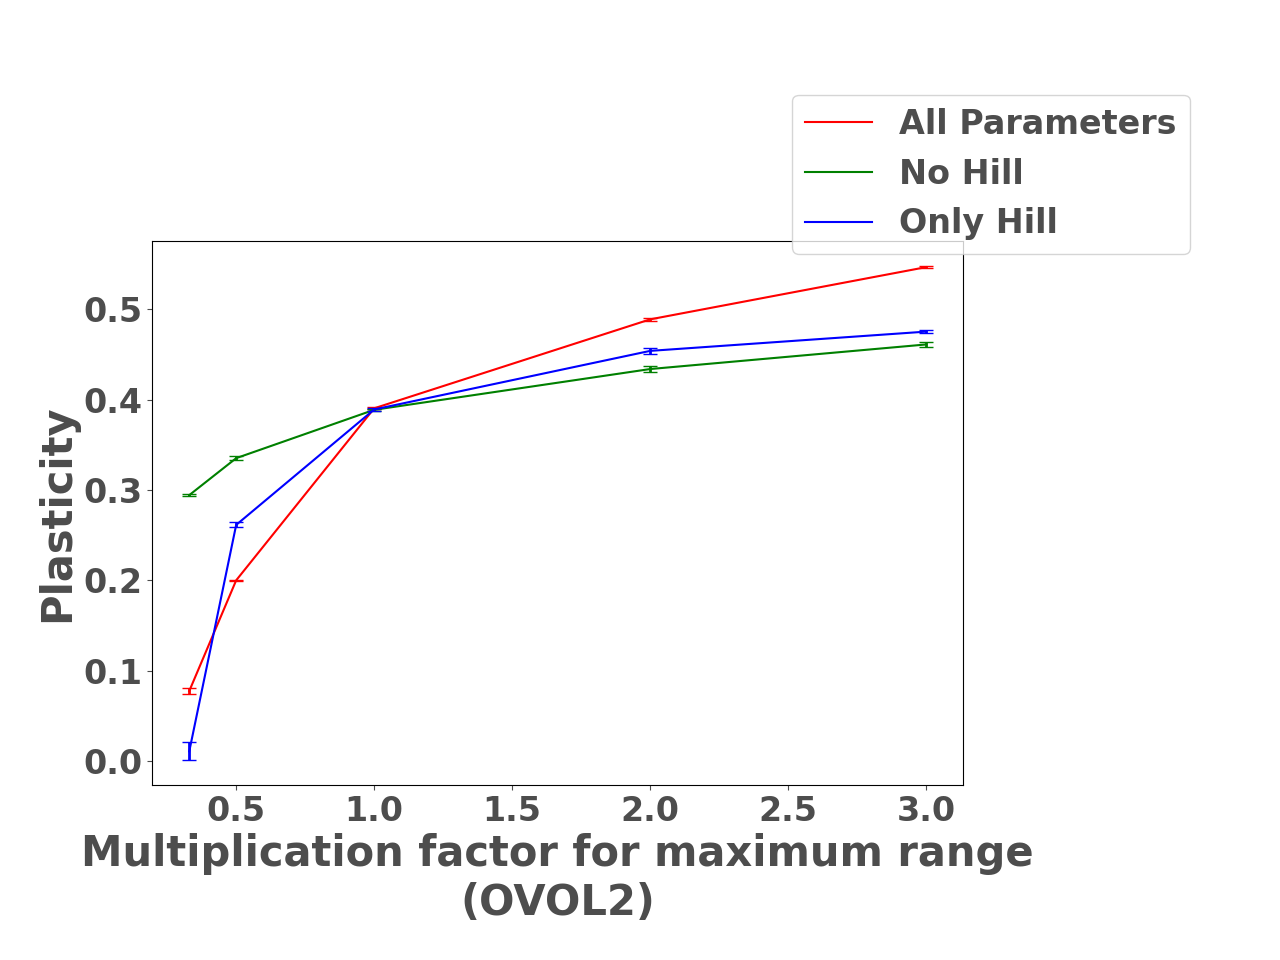 All Parameters
No Hill
Only Hill
0.5
0.4
0.3
0.2
0.1
0.0
Plasticity
0.5 1.0 1.5 2.0 2.5 3.0
Multiplication factor for maximum range
(OVOL2)